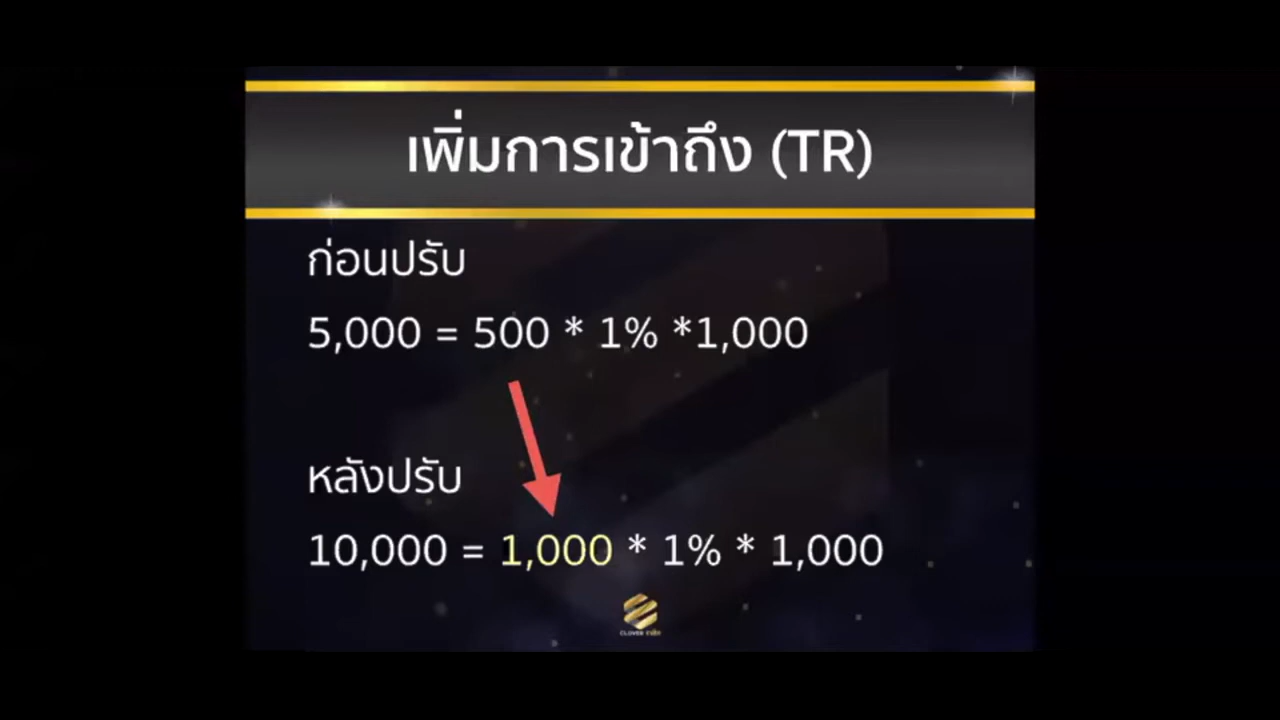 เพิ่มการเข้าถึง (TR)
ก่อนปรับ
5,000 = 500 * 1% *1,000
หลังปรับ
10,000 = 1,000 * 1% * 1,000
CLOVER